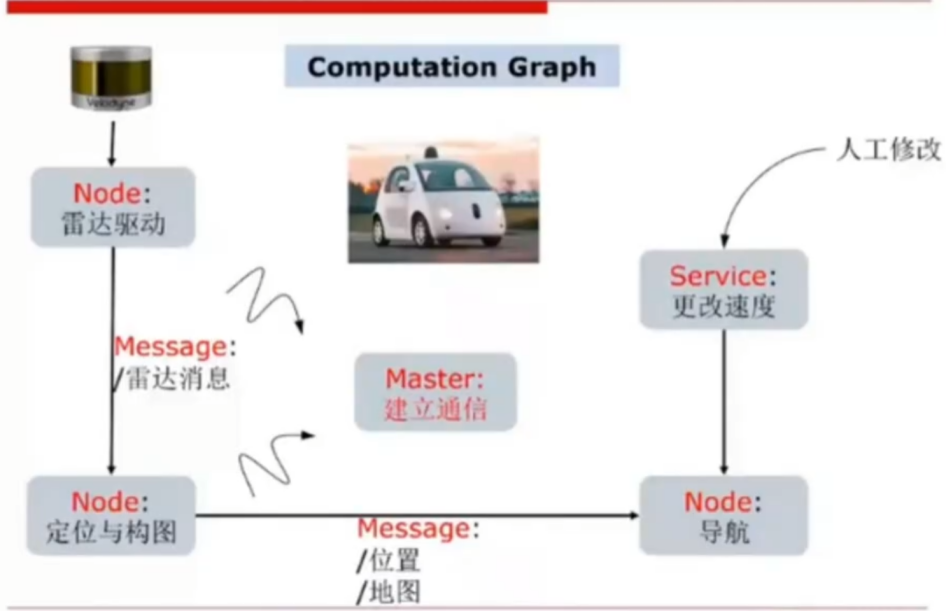 Computation Graph
Velodyne
人工修改
Node:
雷达驱动
Service:
更改速度
Message:
/雷达消息
Master:
建立通信
Node:
定位与构图
Message:
/位置
/地图
Node:
导航